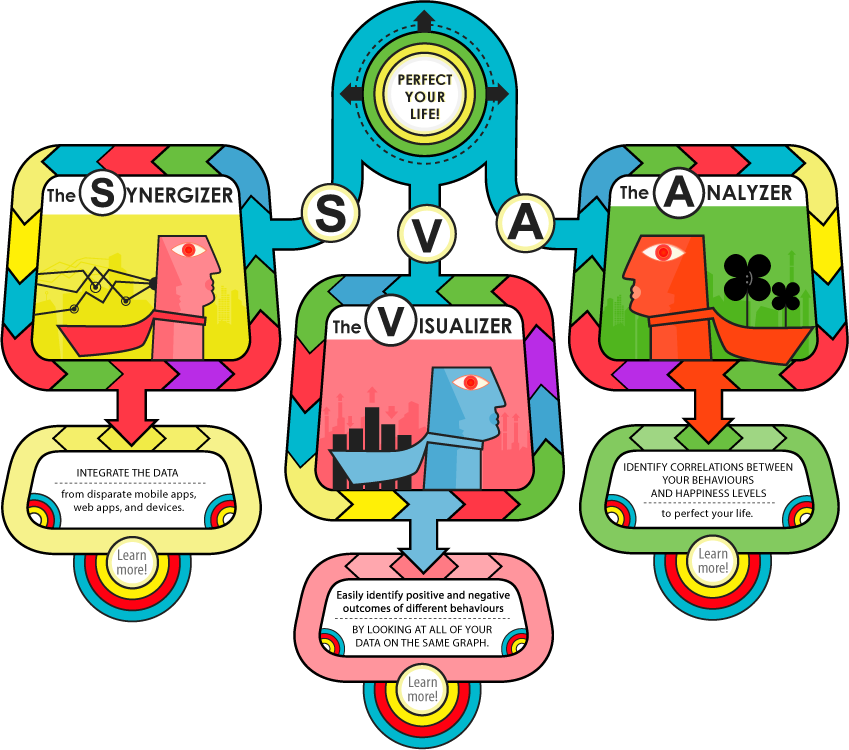 PERFECT
YOUR
LIFE!
S
V
A
The SYNERGIZER
The VISUALIZER
The ANALYZER
INTEGRATE THE DATA
from disparate mobile apps,
web apps, and devices.
Learn
more!
Easily identify positive and negative
outcomes of different behaviours
BY LOOKING AT ALL OF YOUR
DATA ON THE SAME GRAPH.
Learn
more!
IDENTIFY CORRELATIONS BETWEEN
YOUR BEHAVIOURS
AND HAPPINESS LEVELS
to perfect your life.
Learn
more!